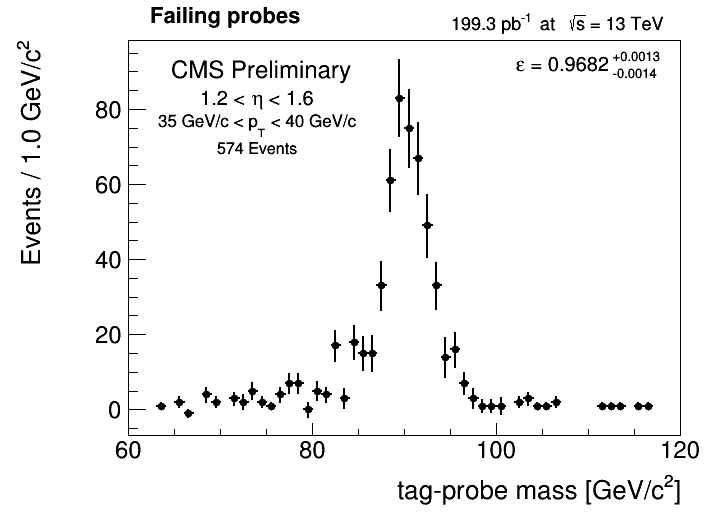 Failing probes
199.3 pb-1 at √s = 13 TeV
CMS Preliminary
1.2 < η < 1.6
35 GeV/c < pT < 40 GeV/c
574 Events
ε = 0.9682 +0.0013 -0.0014
Events / 1.0 GeV/c2
80
60
40
20
0
60 80 100 120
tag-probe mass [GeV/c2]